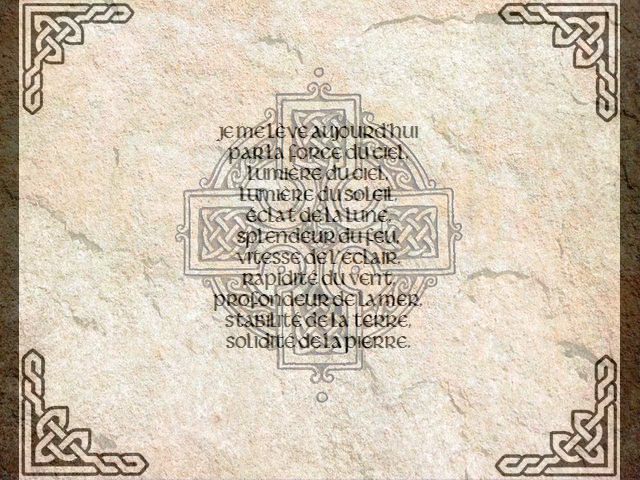 Je me lève aujourd'hui
par la force du ciel,
lumière du ciel,
lumière du soleil,
éclat de la lune,
splendeur du feu,
vitesse de l'éclair,
rapidité du vent,
profondeur de la mer,
stabilité de la terre,
solidité de la pierre.